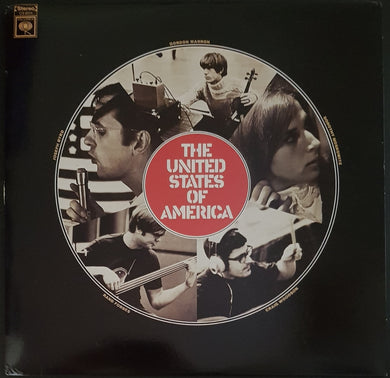 Stereo
GORDON MARRON
JOSEPH BYRD
DOROTHY MOSKOWITZ
THE
UNITED
STATES
OF
AMERICA
RAND FORBES
CRAIG WOODSON